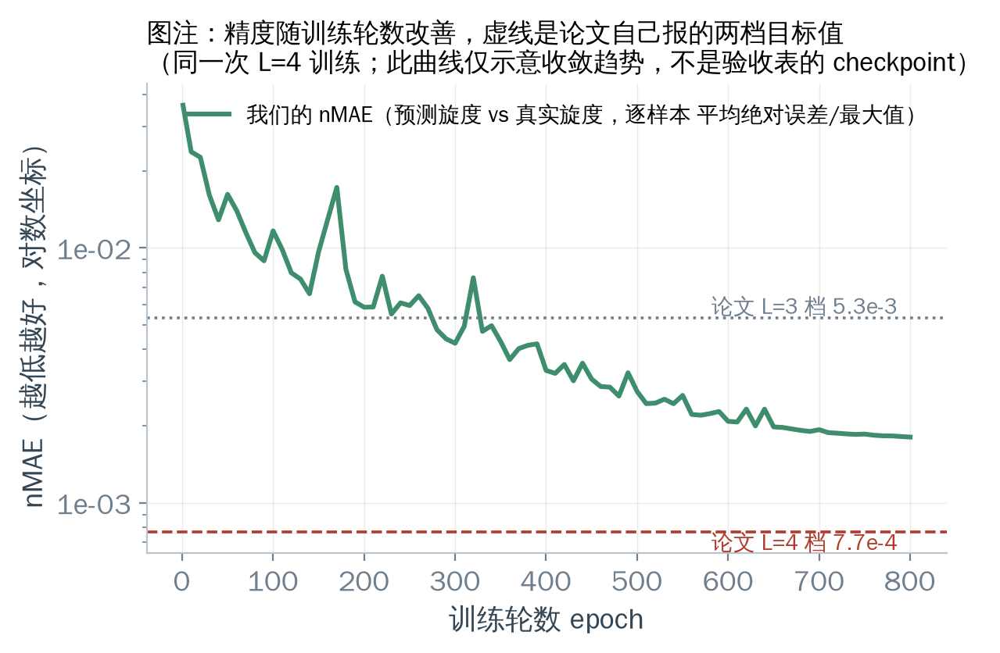 图注：精度随训练轮数改善，虚线是论文自己报的两档目标值
（同一次 L=4 训练；此曲线仅示意收敛趋势，不是验收表的 checkpoint）
我们的 nMAE（预测旋度 vs 真实旋度，逐样本 平均绝对误差/最大值）
nMAE（越低越好，对数坐标）
1e-02
论文 L=3 档 5.3e-3
1e-03
论文 L=4 档 7.7e-4
0 100 200 300 400 500 600 700 800
训练轮数 epoch